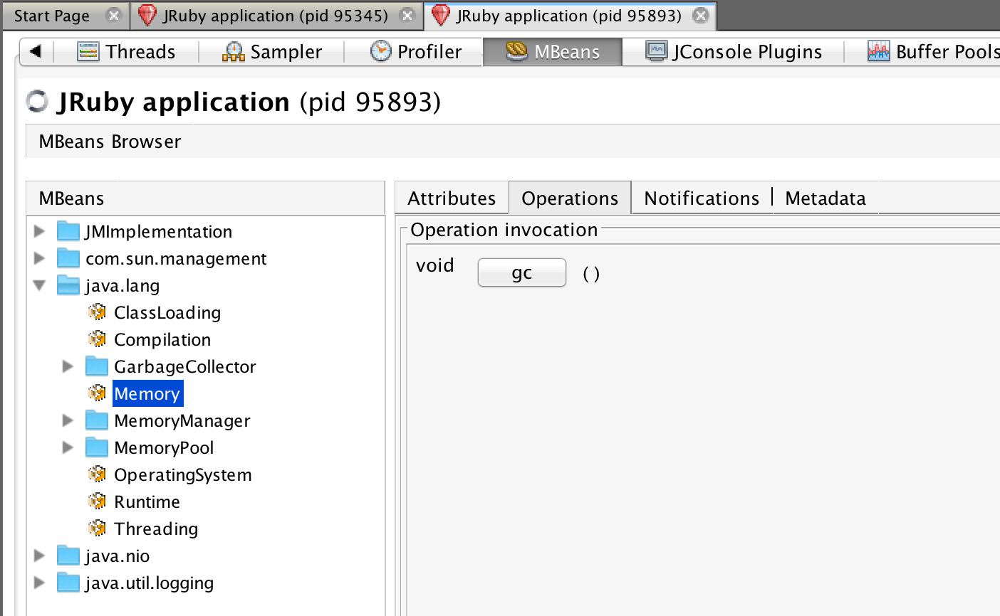 Start Page JRuby application (pid 95345) JRuby application (pid 95893)
Threads Sampler Profiler MBeans JConsole Plugins Buffer Pools
JRuby application (pid 95893)
MBeans Browser
MBeans
JMImplementation
com.sun.management
java.lang
ClassLoading
Compilation
GarbageCollector
Memory
MemoryManager
MemoryPool
OperatingSystem
Runtime
Threading
java.nio
java.util.logging
Attributes Operations Notifications Metadata
Operation invocation
void gc ()